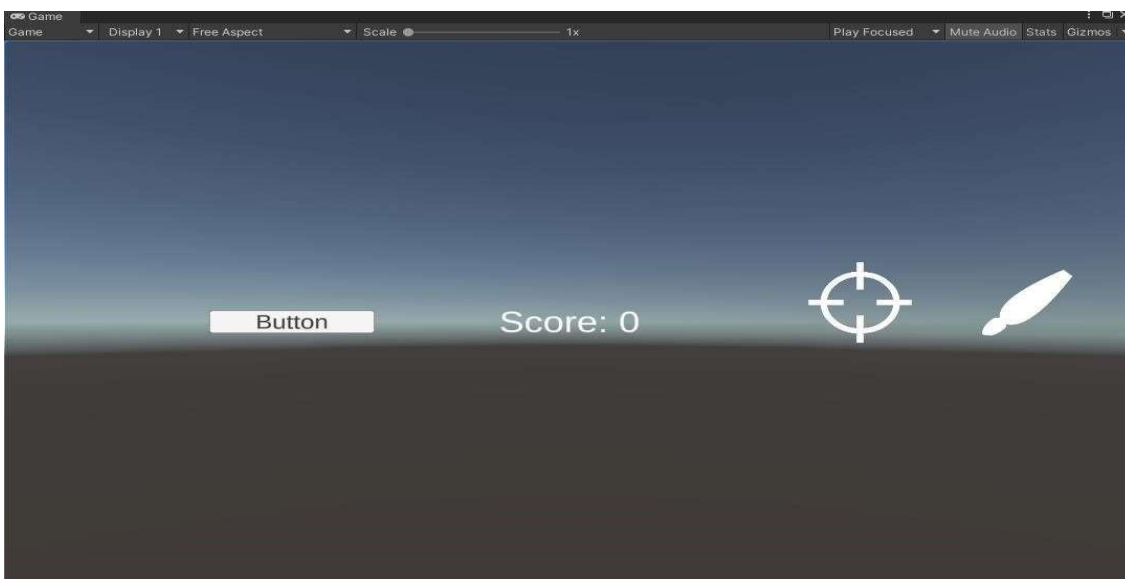 Game
Game Display 1 Free Aspect Scale 1x Play Focused Mute Audio Stats Gizmos
Button Score: 0